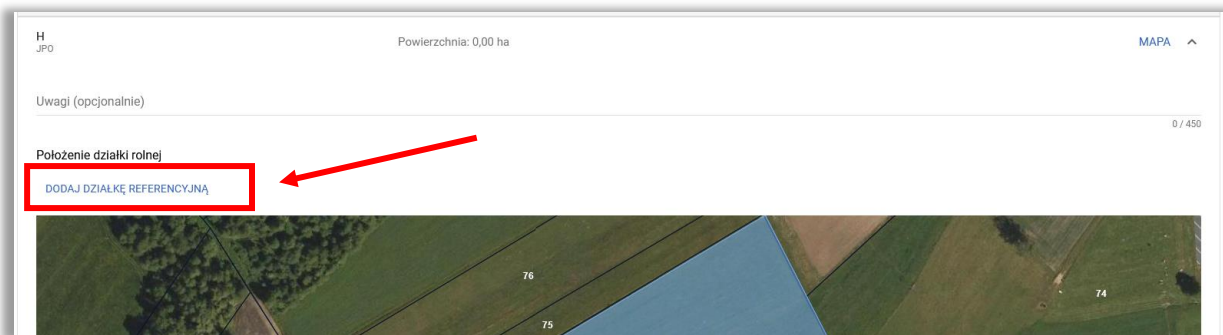 H
JPO
Powierzchnia: 0,00 ha
MAPA
Uwagi (opcjonalnie)
0 / 450
Położenie działki rolnej
DODAJ DZIAŁKĘ REFERENCYJNĄ
76
74
75